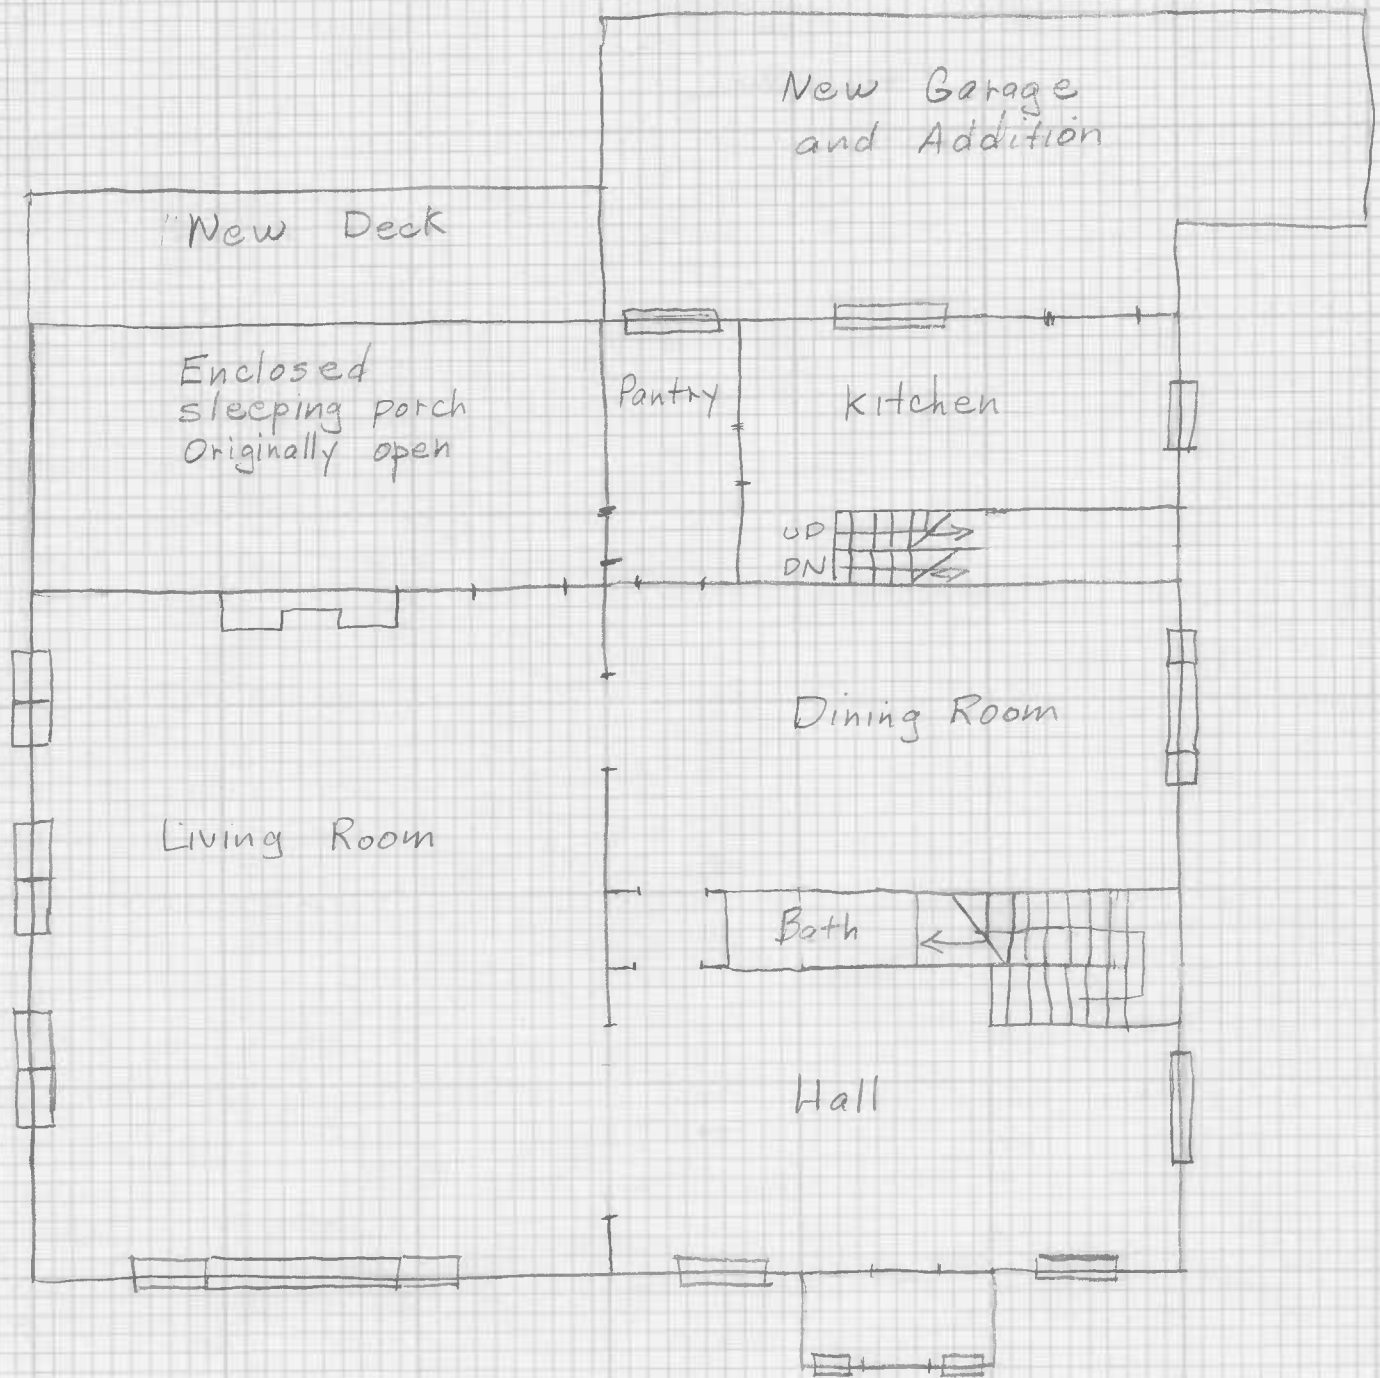 New Garage
and Addition
New Deck
Enclosed
sleeping porch
Originally open
Pantry
Kitchen
UP
DN
Dining Room
Living Room
Bath
Hall